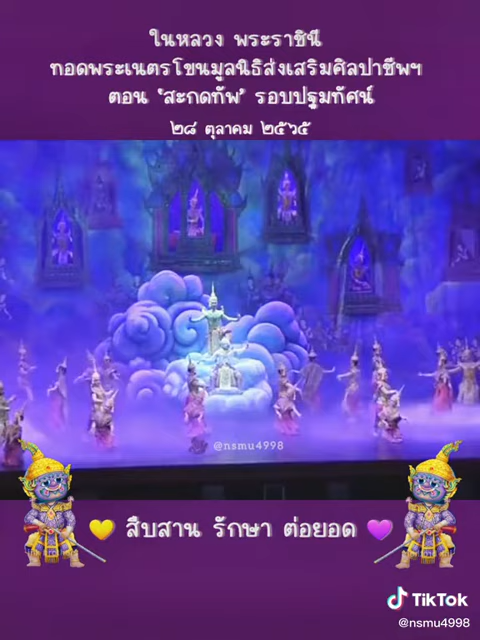 ในหลวง พระราชินี
ทอดพระเนตรโขนมูลนิธิส่งเสริมศิลปาชีพฯ
ตอน "สะกดทัพ" รอบปฐมทัศน์
๒๘ ตุลาคม ๒๕๖๕
@nsmu4998
สืบสาน รักษา ต่อยอด
TikTok
@nsmu4998